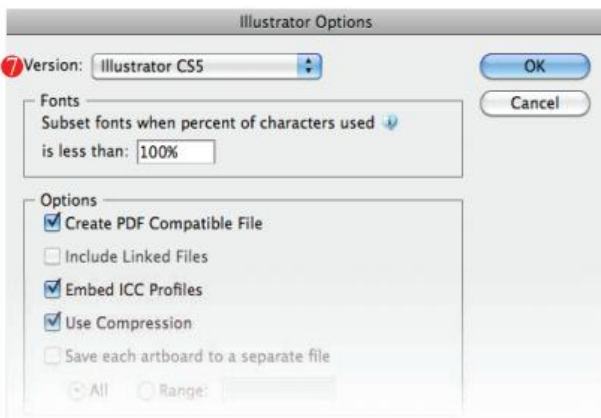 Illustrator Options
7 Version: Illustrator CS5
OK
Cancel
Fonts
Subset fonts when percent of characters used
is less than: 100%
Options
Create PDF Compatible File
Include Linked Files
Embed ICC Profiles
Use Compression
Save each artboard to a separate file
All Range: